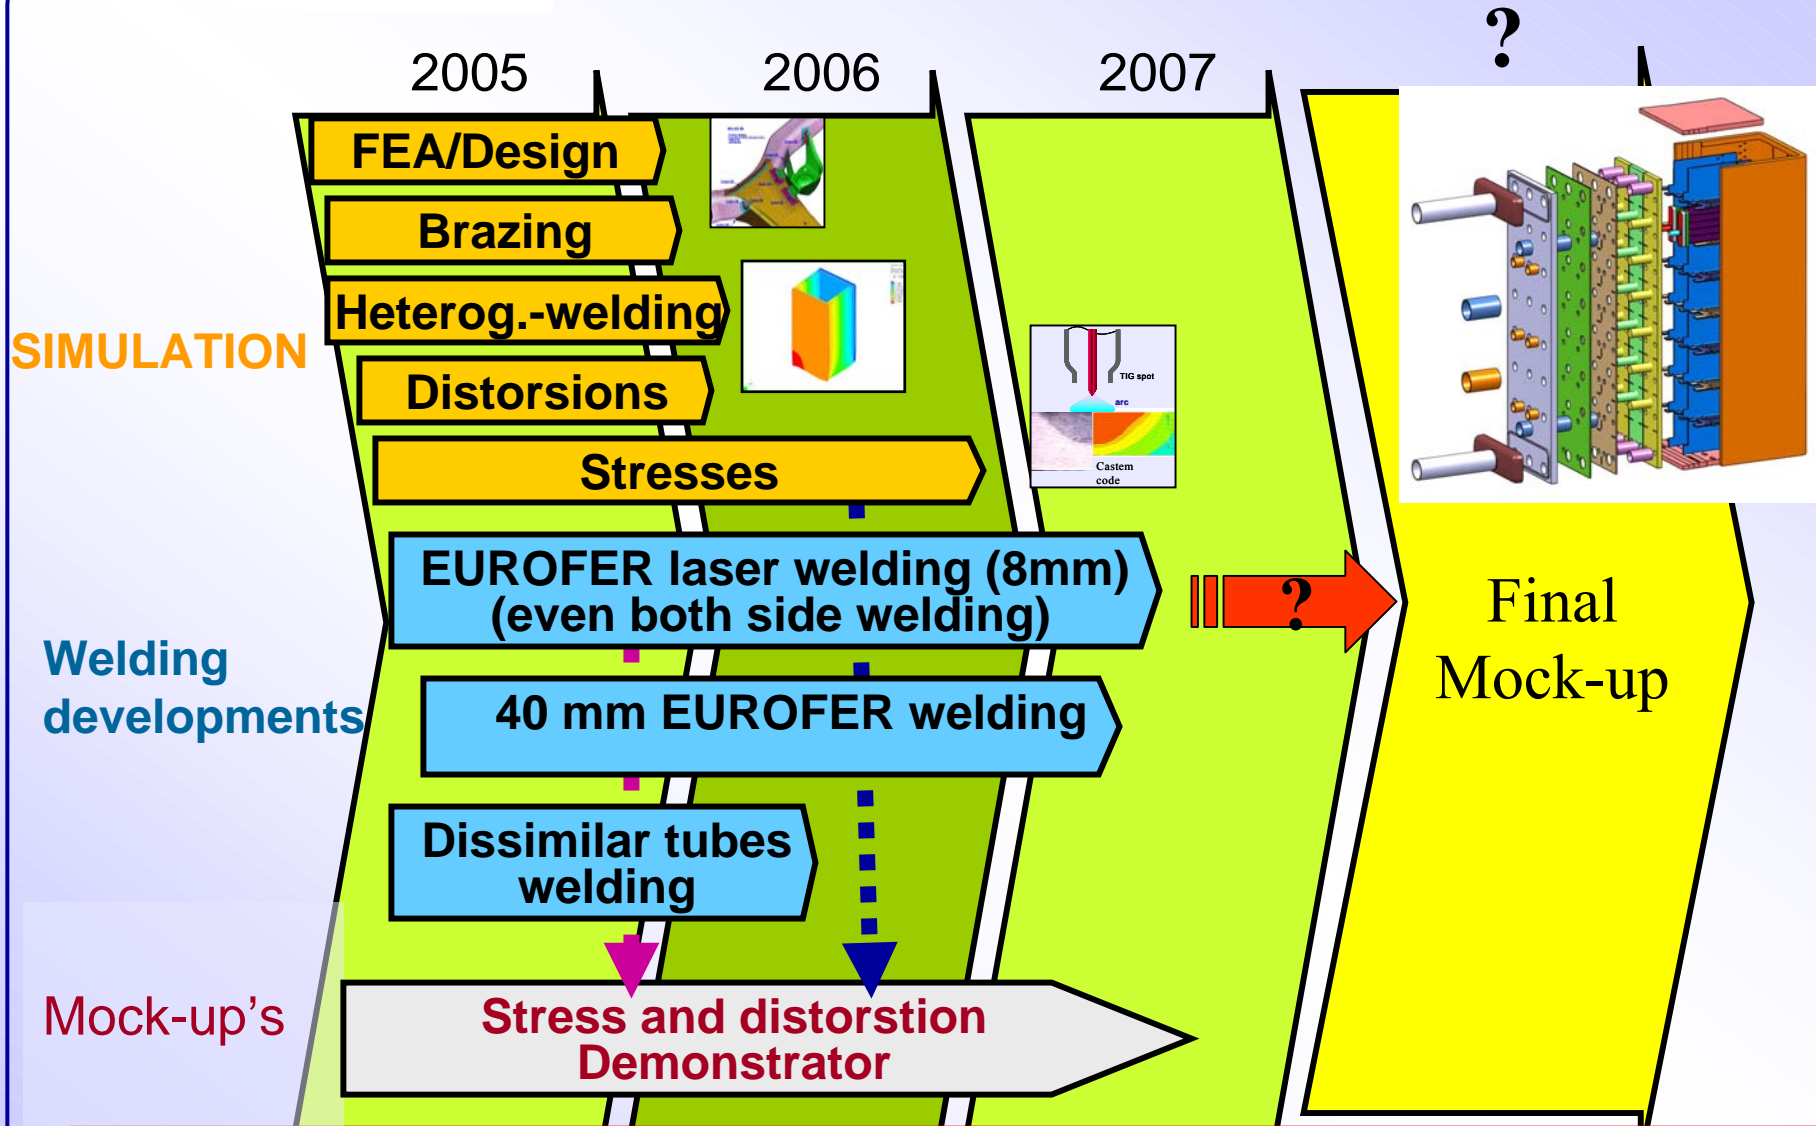 ?
2005
2006
2007
FEA/Design
Brazing
Heterog.-welding
SIMULATION
Distorsions
TIG spot
arc
Stresses
Castem
code
EUROFER laser welding (8mm)
(even both side welding)
?
Final
Mock-up
Welding
developments
40 mm EUROFER welding
Dissimilar tubes
welding
Mock-up’s
Stress and distorstion
Demonstrator